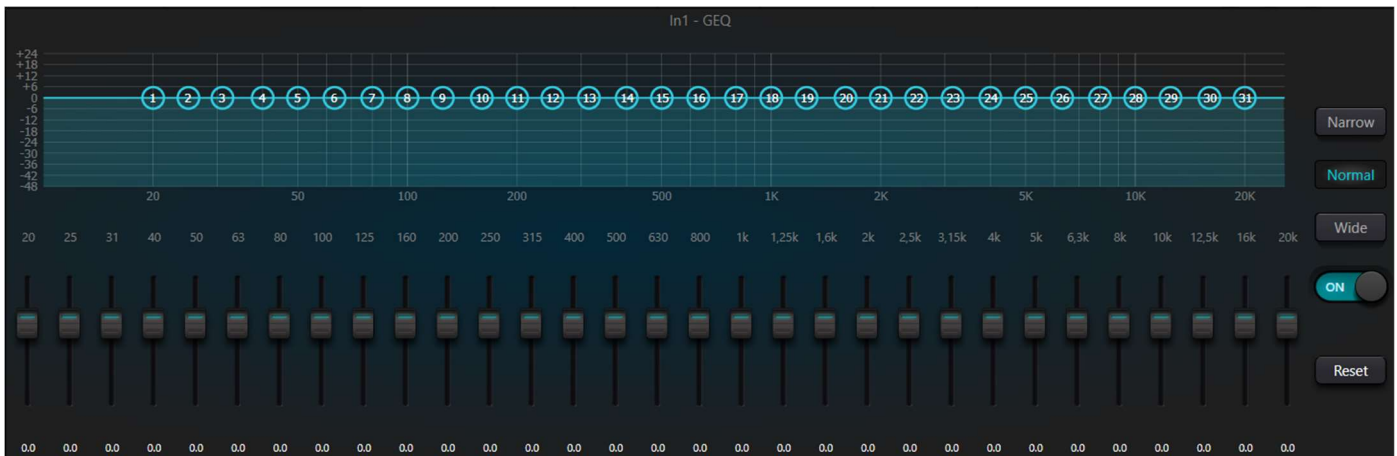 In1 - GEQ
+24
+18
+12
+6
0
-6
-12
-18
-24
-30
-36
-42
-48
1 2 3 4 5 6 7 8 9 10 11 12 13 14 15 16 17 18 19 20 21 22 23 24 25 26 27 28 29 30 31
20 50 100 200 500 1K 2K 5K 10K 20K
Narrow
Normal
Wide
ON
Reset
20 25 31 40 50 63 80 100 125 160 200 250 315 400 500 630 800 1k 1,25k 1,6k 2k 2,5k 3,15k 4k 5k 6,3k 8k 10k 12,5k 16k 20k
0.0 0.0 0.0 0.0 0.0 0.0 0.0 0.0 0.0 0.0 0.0 0.0 0.0 0.0 0.0 0.0 0.0 0.0 0.0 0.0 0.0 0.0 0.0 0.0 0.0 0.0 0.0 0.0 0.0 0.0 0.0